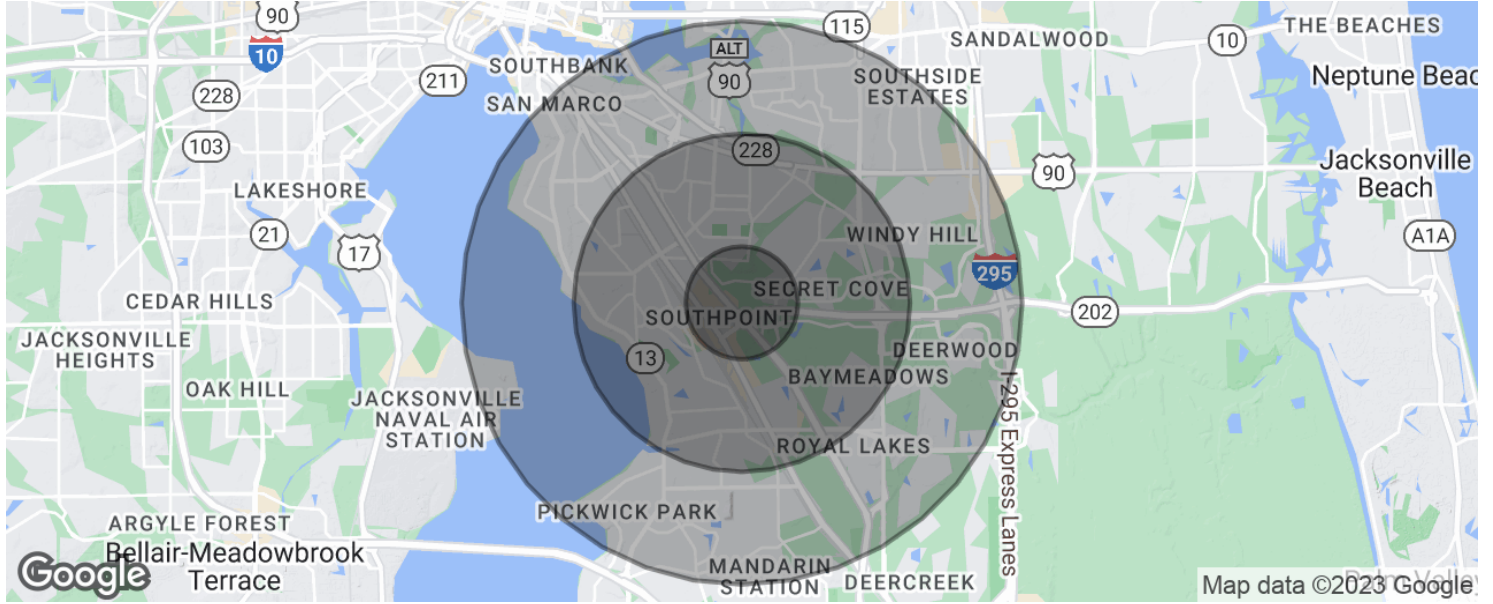 90
115
THE BEACHES
10
SANDALWOOD
10
ALT
90
SOUTHBANK
211
228
SAN MARCO
SOUTHSIDE
ESTATES
Neptune Beac
103
228
90
Jacksonville
Beach
LAKESHORE
21
17
WINDY HILL
A1A
295
SECRET COVE
CEDAR HILLS
SOUTHPOINT
202
JACKSONVILLE
HEIGHTS
13
DEERWOOD
BAYMEADOWS
OAK HILL
JACKSONVILLE
NAVAL AIR
STATION
I-295 Express Lanes
ROYAL LAKES
PICKWICK PARK
ARGYLE FOREST
Bellair-Meadowbrook
Terrace
MANDARIN
STATION
DEERCREEK
Google
Palm Valley
Map data ©2023 Google